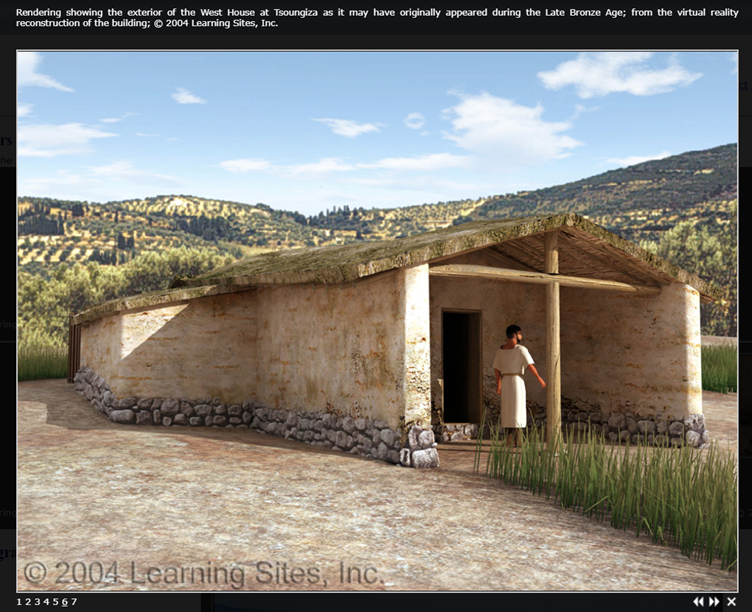 Rendering showing the exterior of the West House at Tsoungiza as it may have originally appeared during the Late Bronze Age; from the virtual reality
reconstruction of the building; © 2004 Learning Sites, Inc.
© 2004 Learning Sites, Inc.
1 2 3 4 5 6 7